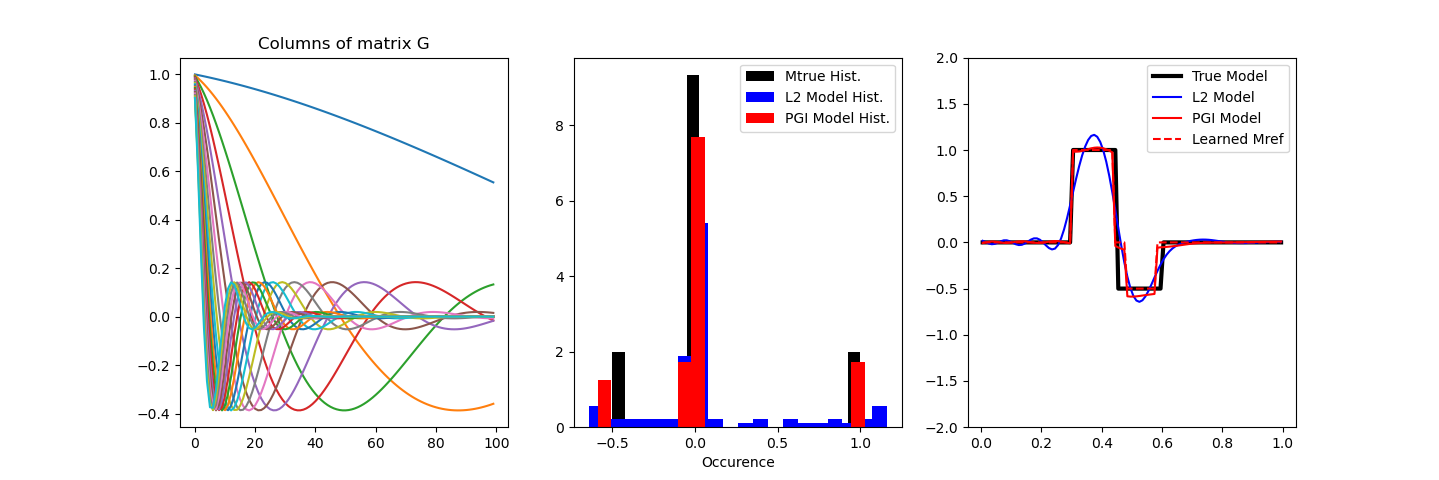 Columns of matrix G
1.0
0.8
0.6
0.4
0.2
0.0
−0.2
−0.4
0 20 40 60 80 100
8
6
4
2
0
−0.5 0.0 0.5 1.0
Occurence
Mtrue Hist.
L2 Model Hist.
PGI Model Hist.
2.0
1.5
1.0
0.5
0.0
−0.5
−1.0
−1.5
−2.0
0.0 0.2 0.4 0.6 0.8 1.0
True Model
L2 Model
PGI Model
Learned Mref